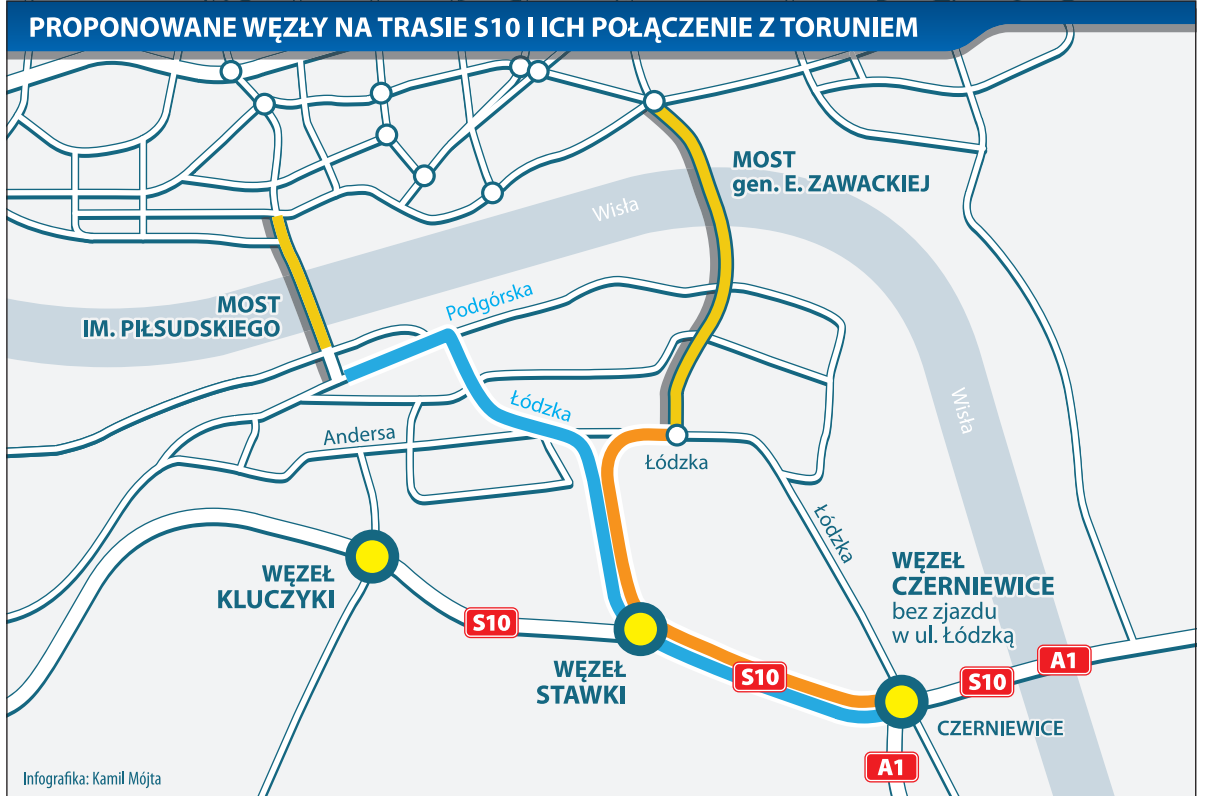 PROPONOWANE WĘZŁY NA TRASIE S10 I ICH POŁĄCZENIE Z TORUNIEM
MOST
gen. E. ZAWACKIEJ
Wisła
MOST
IM. PIŁSUDSKIEGO
Podgórska
Wisła
Łódzka
Andersa
Łódzka
Łódzka
WĘZEŁ
KLUCZYKI
WĘZEŁ
CZERNIEWICE
bez zjazdu
w ul. Łódzką
S10
WĘZEŁ
STAWKI
S10
S10
A1
CZERNIEWICE
A1
Infografika: Kamil Mójta